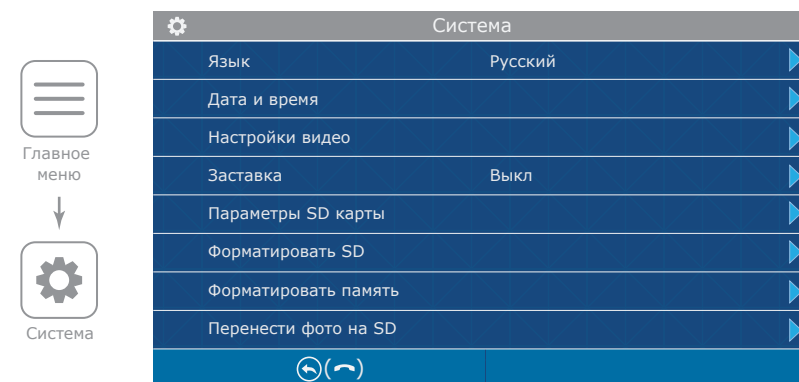 Главное
меню
Система
Система
Язык Русский
Дата и время
Настройки видео
Заставка Выкл
Параметры SD карты
Форматировать SD
Форматировать память
Перенести фото на SD